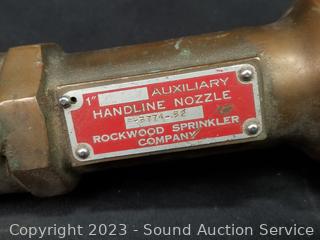 1" AUXILIARY
HANDLINE NOZZLE
ROCKWOOD SPRINKLER
COMPANY
Copyright 2023 - Sound Auction Service